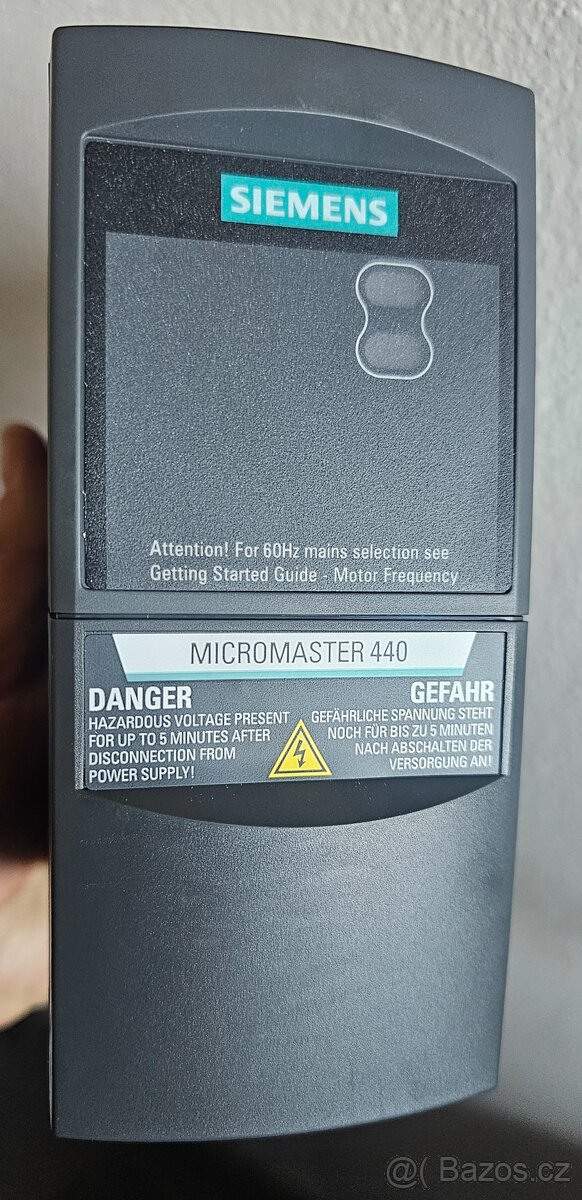 SIEMENS
Attention! For 60Hz mains selection see
Getting Started Guide - Motor Frequency
MICROMASTER 440
DANGER
HAZARDOUS VOLTAGE PRESENT
FOR UP TO 5 MINUTES AFTER
DISCONNECTION FROM
POWER SUPPLY!
GEFAHR
GEFÄHRLICHE SPANNUNG STEHT
NOCH FÜR BIS ZU 5 MINUTEN
NACH ABSCHALTEN DER
VERSORGUNG AN!
@( Bazos.cz